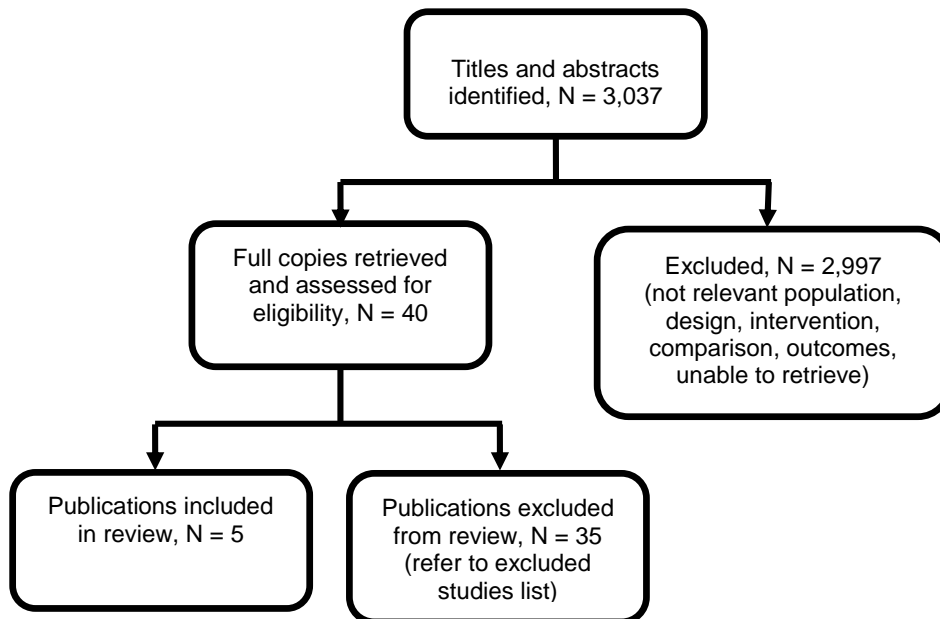 Titles and abstracts
identified, N = 3,037
Full copies retrieved
and assessed for
eligibility, N = 40
Excluded, N = 2,997
(not relevant population,
design, intervention,
comparison, outcomes,
unable to retrieve)
Publications included
in review, N = 5
Publications excluded
from review, N = 35
(refer to excluded
studies list)